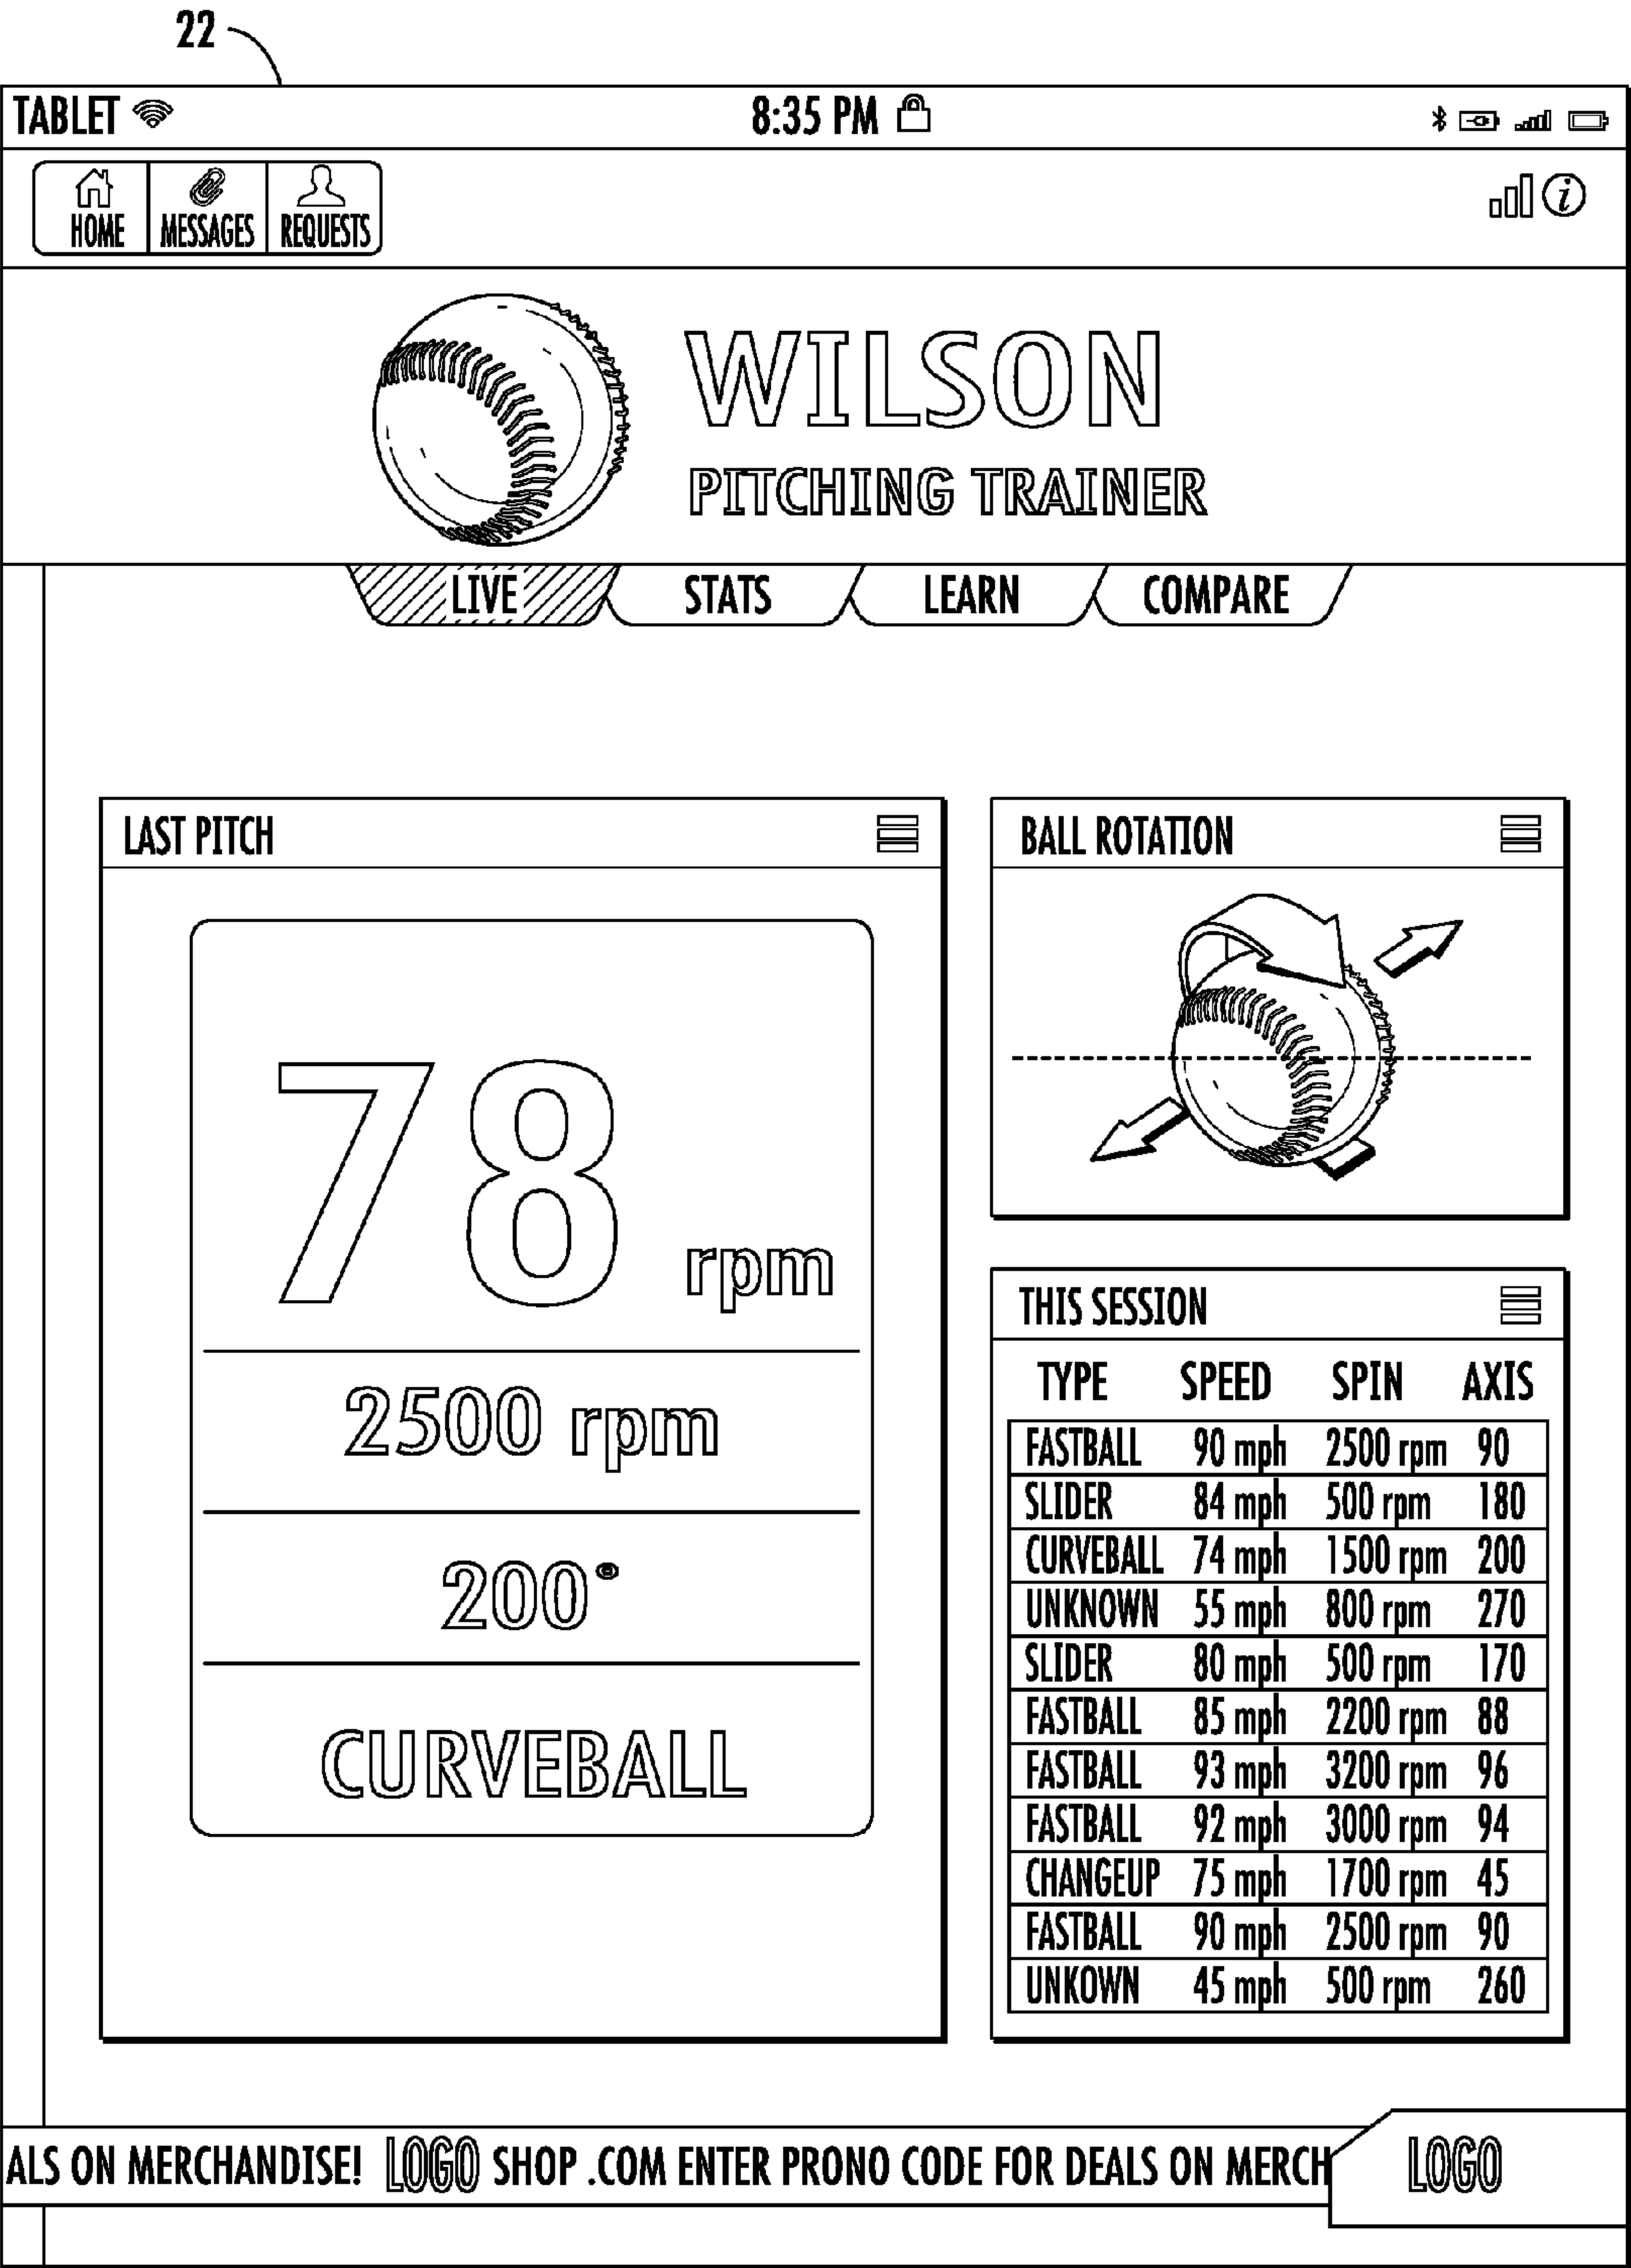 22
TABLET 8:35 PM
HOME MESSAGES REQUESTS
i
WILSON
PITCHING TRAINER
LIVE STATS LEARN COMPARE
LAST PITCH
78 rpm
2500 rpm
200°
CURVEBALL
BALL ROTATION
THIS SESSION
TYPE SPEED SPIN AXIS
FASTBALL 90 mph 2500 rpm 90
SLIDER 84 mph 500 rpm 180
CURVEBALL 74 mph 1500 rpm 200
UNKNOWN 55 mph 800 rpm 270
SLIDER 80 mph 500 rpm 170
FASTBALL 85 mph 2200 rpm 88
FASTBALL 93 mph 3200 rpm 96
FASTBALL 92 mph 3000 rpm 94
CHANGEUP 75 mph 1700 rpm 45
FASTBALL 90 mph 2500 rpm 90
UNKOWN 45 mph 500 rpm 260
ALS ON MERCHANDISE! LOGO SHOP .COM ENTER PRONO CODE FOR DEALS ON MERCH LOGO